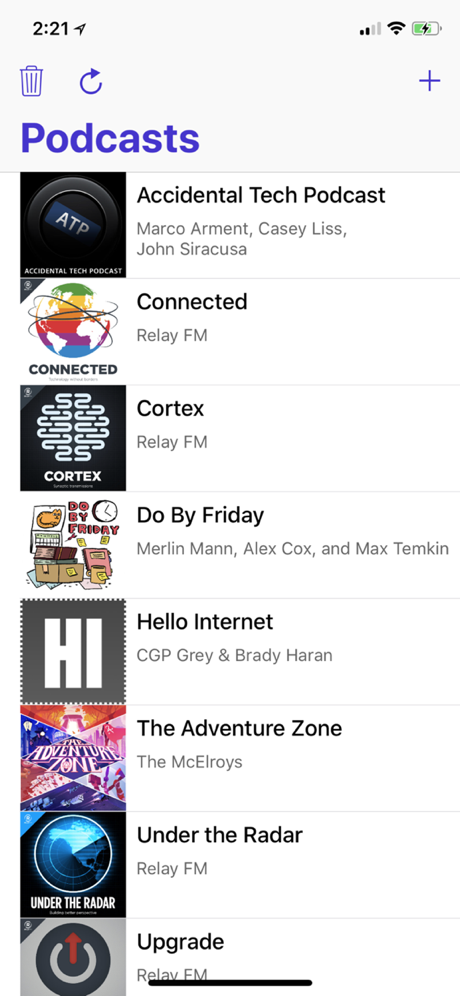 2:21
Podcasts
ATP
ACCIDENTAL TECH PODCAST
Accidental Tech Podcast
Marco Arment, Casey Liss,
John Siracusa
CONNECTED
Connected
Relay FM
CORTEX
Cortex
Relay FM
DO
BY
FRIDAY
Do By Friday
Merlin Mann, Alex Cox, and Max Temkin
HI
Hello Internet
CGP Grey & Brady Haran
THE
ADVENTURE
ZONE
The Adventure Zone
The McElroys
UNDER THE RADAR
Building better perspective
Under the Radar
Relay FM
Upgrade
Relay FM